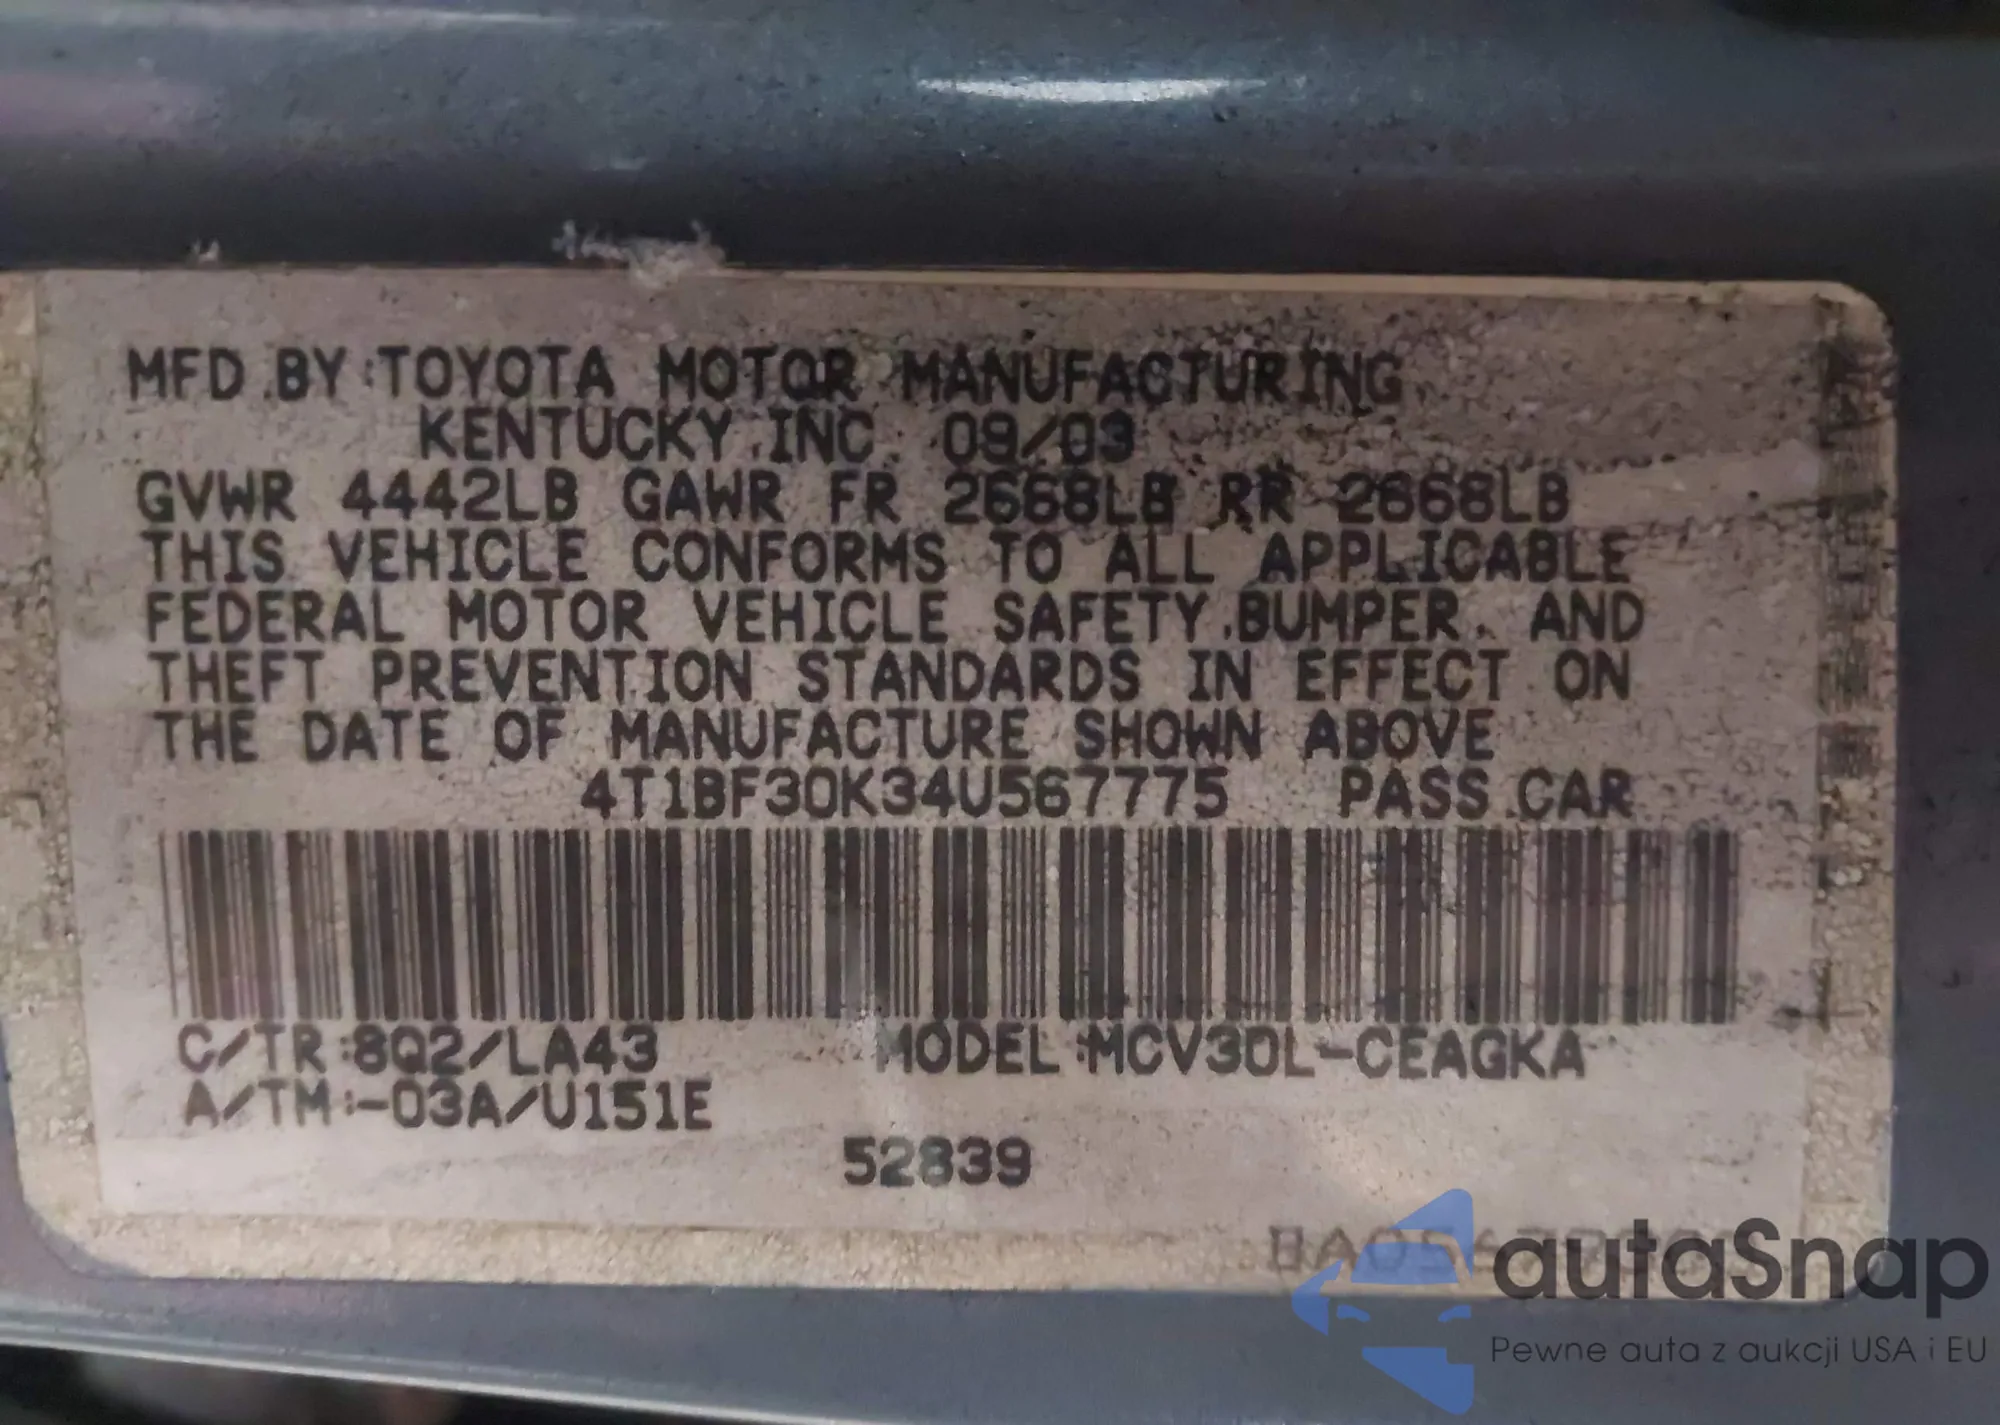 MFD.BY:TOYOTA MOTOR MANUFACTURING
KENTUCKY,INC. 09/03
GVWR 4442LB GAWR FR 2668LB RR 2668LB
THIS VEHICLE CONFORMS TO ALL APPLICABLE
FEDERAL MOTOR VEHICLE SAFETY,BUMPER, AND
THEFT PREVENTION STANDARDS IN EFFECT ON
THE DATE OF MANUFACTURE SHOWN ABOVE
4T1BF30K34U567775 PASS.CAR
C/TR:8Q2/LA43 MODEL:MCV30L-CEAGKA
A/TM:-03A/U151E
52839
autaSnap
Pewne auta z aukcji USA i EU